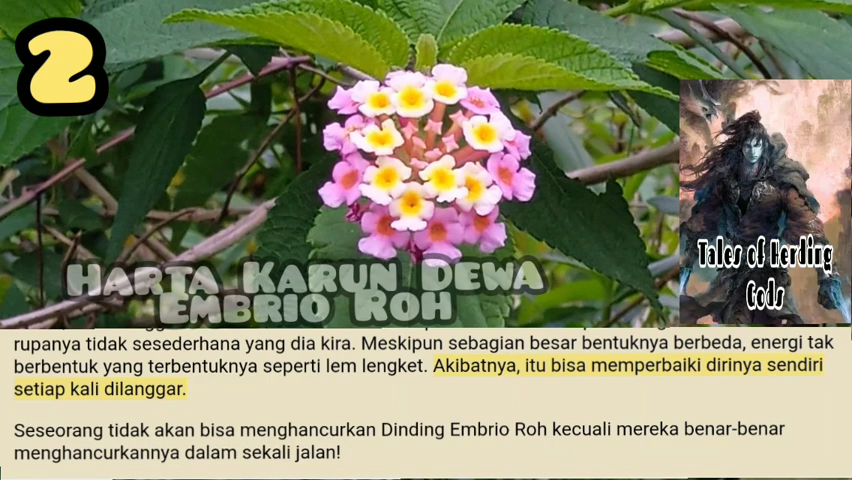 2
Tales of Herding
Gods
Harta Karun Dewa
Embrio Roh
rupanya tidak sesederhana yang dia kira. Meskipun sebagian besar bentuknya berbeda, energi tak
berbentuk yang terbentuknya seperti lem lengket. Akibatnya, itu bisa memperbaiki dirinya sendiri
setiap kali dilanggar.
Seseorang tidak akan bisa menghancurkan Dinding Embrio Roh kecuali mereka benar-benar
menghancurkannya dalam sekali jalan!